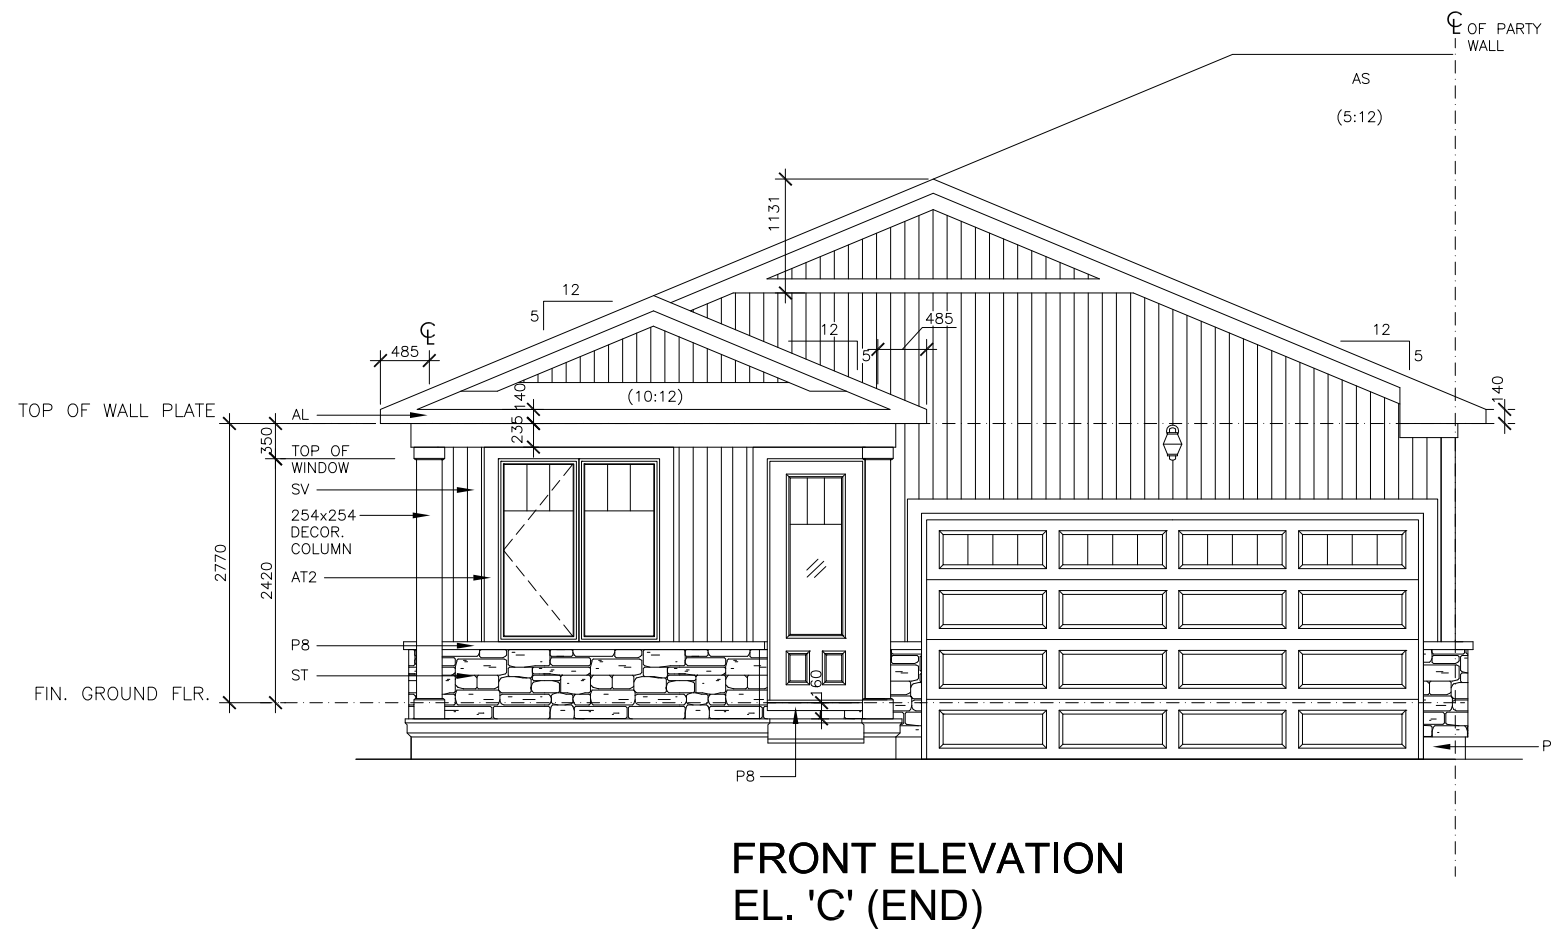 ℄ OF PARTY
WALL
AS
(5:12)
1131
12
5
12
5
485
12
5
℄
485
140
(10:12)
140
TOP OF WALL PLATE
AL
235
350
TOP OF
WINDOW
SV
254x254
DECOR.
COLUMN
2770
2420
AT2
P8
ST
160
FIN. GROUND FLR.
P8
P
FRONT ELEVATION
EL. 'C' (END)